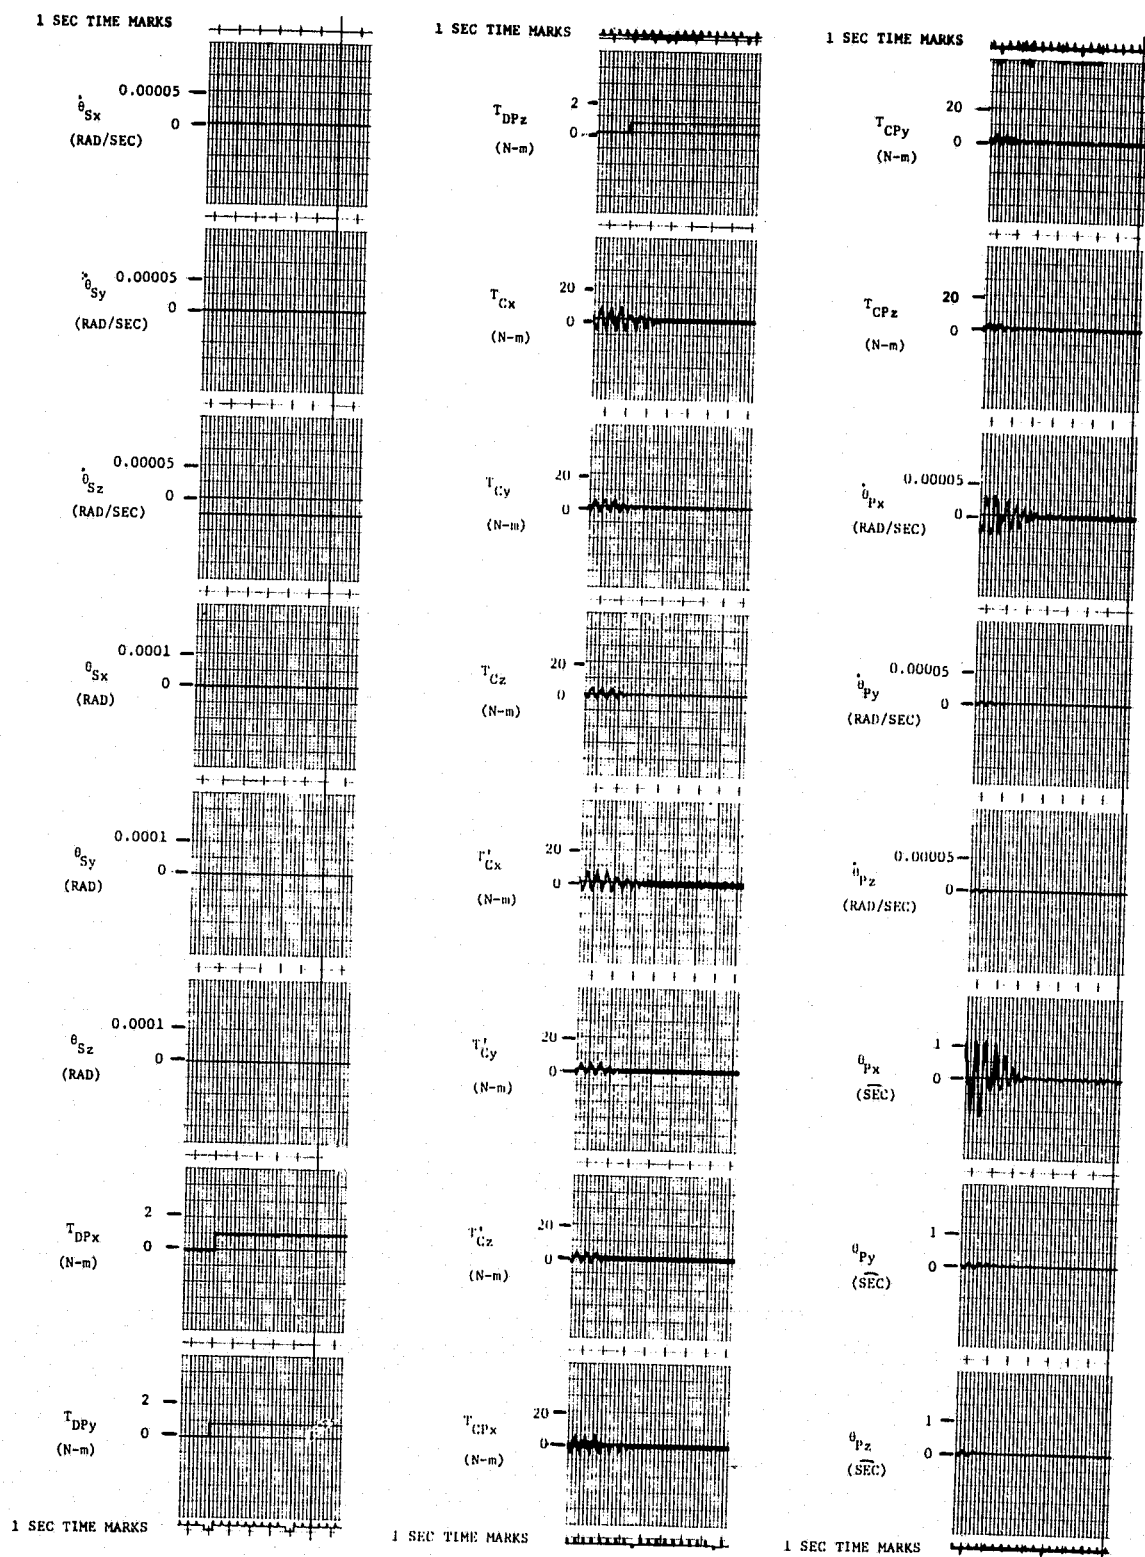 1 SEC TIME MARKS
0.00005
θ̇Sx
0
(RAD/SEC)
0.00005
θ̇Sy
0
(RAD/SEC)
0.00005
θ̇Sz
0
(RAD/SEC)
0.0001
θSx
0
(RAD)
0.0001
θSy
0
(RAD)
0.0001
θSz
0
(RAD)
2
TDPx
0
(N-m)
2
TDPy
0
(N-m)
1 SEC TIME MARKS
1 SEC TIME MARKS
2
TDPz
0
(N-m)
20
TCx
0
(N-m)
20
TCy
0
(N-m)
20
TCz
0
(N-m)
20
T'Cx
0
(N-m)
20
T'Cy
0
(N-m)
20
T'Cz
0
(N-m)
20
TCPx
0
(N-m)
1 SEC TIME MARKS
1 SEC TIME MARKS
20
TCPy
0
(N-m)
20
TCPz
0
(N-m)
0.00005
θ̇Px
0
(RAD/SEC)
0.00005
θ̇Py
0
(RAD/SEC)
0.00005
θ̇Pz
0
(RAD/SEC)
1
θPx
0
(SEC)
1
θPy
0
(SEC)
1
θPz
0
(SEC)
1 SEC TIME MARKS